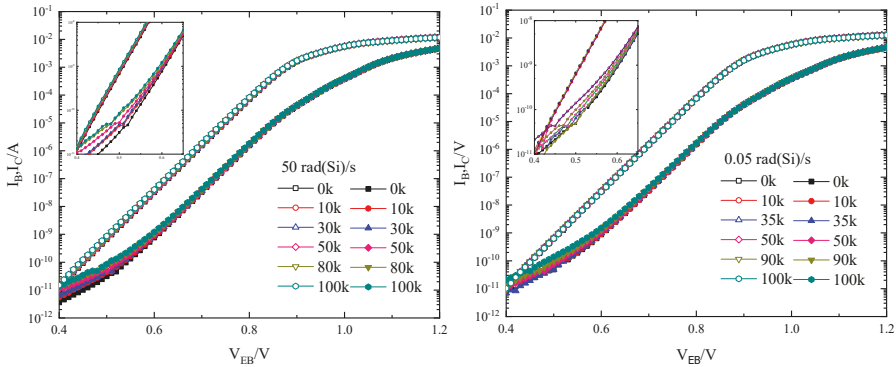 I_B,I_C/A
10^-2
10^-3
10^-4
10^-5
10^-6
10^-7
10^-8
10^-9
10^-10
10^-11
10^-12
0.4 0.6 0.8 1.0 1.2
V_EB/V
50 rad(Si)/s
0k 0k
10k 10k
30k 30k
50k 50k
80k 80k
100k 100k
I_B,I_C/V
10^-1
10^-2
10^-3
10^-4
10^-5
10^-6
10^-7
10^-8
10^-9
10^-10
10^-11
10^-12
0.4 0.6 0.8 1.0 1.2
V_EB/V
10^-8
10^-9
10^-10
10^-11
0.4 0.5 0.6
0.05 rad(Si)/s
0k 0k
10k 10k
35k 35k
50k 50k
90k 90k
100k 100k